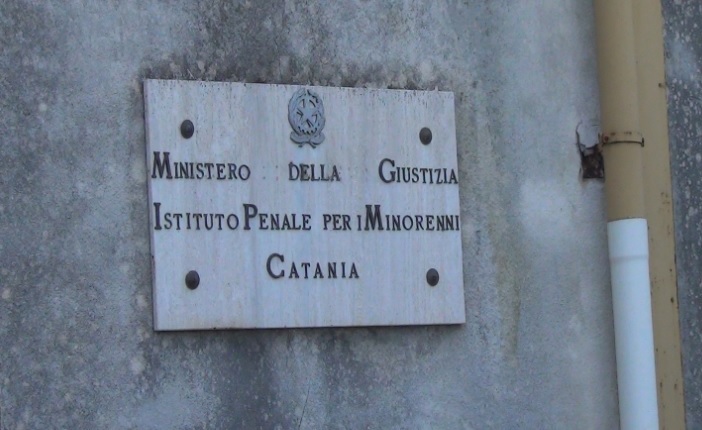 MINISTERO DELLA GIUSTIZIA
ISTITUTO PENALE PER I MINORENNI
CATANIA